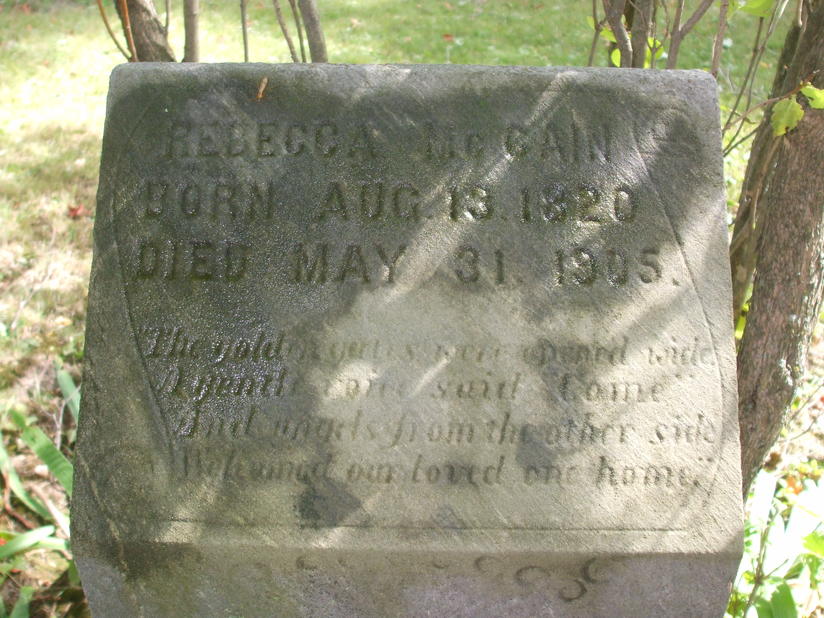 REBECCA McCAIN
BORN AUG. 13. 1820
DIED MAY 31. 1905.
"The golden gates were opened wide
A gentle voice said "Come"
And angels from the other side
Welcomed our loved one home."